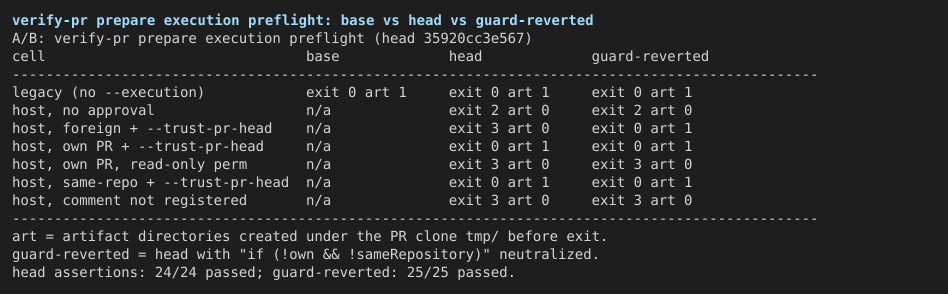 verify-pr prepare execution preflight: base vs head vs guard-reverted
A/B: verify-pr prepare execution preflight (head 35920cc3e567)
cell base head guard-reverted
--------------------------------------------------------------------------------------------------
legacy (no --execution) exit 0 art 1 exit 0 art 1 exit 0 art 1
host, no approval n/a exit 2 art 0 exit 2 art 0
host, foreign + --trust-pr-head n/a exit 3 art 0 exit 0 art 1
host, own PR + --trust-pr-head n/a exit 0 art 1 exit 0 art 1
host, own PR, read-only perm n/a exit 3 art 0 exit 3 art 0
host, same-repo + --trust-pr-head n/a exit 0 art 1 exit 0 art 1
host, comment not registered n/a exit 3 art 0 exit 3 art 0
--------------------------------------------------------------------------------------------------
art = artifact directories created under the PR clone tmp/ before exit.
guard-reverted = head with "if (!own && !sameRepository)" neutralized.
head assertions: 24/24 passed; guard-reverted: 25/25 passed.